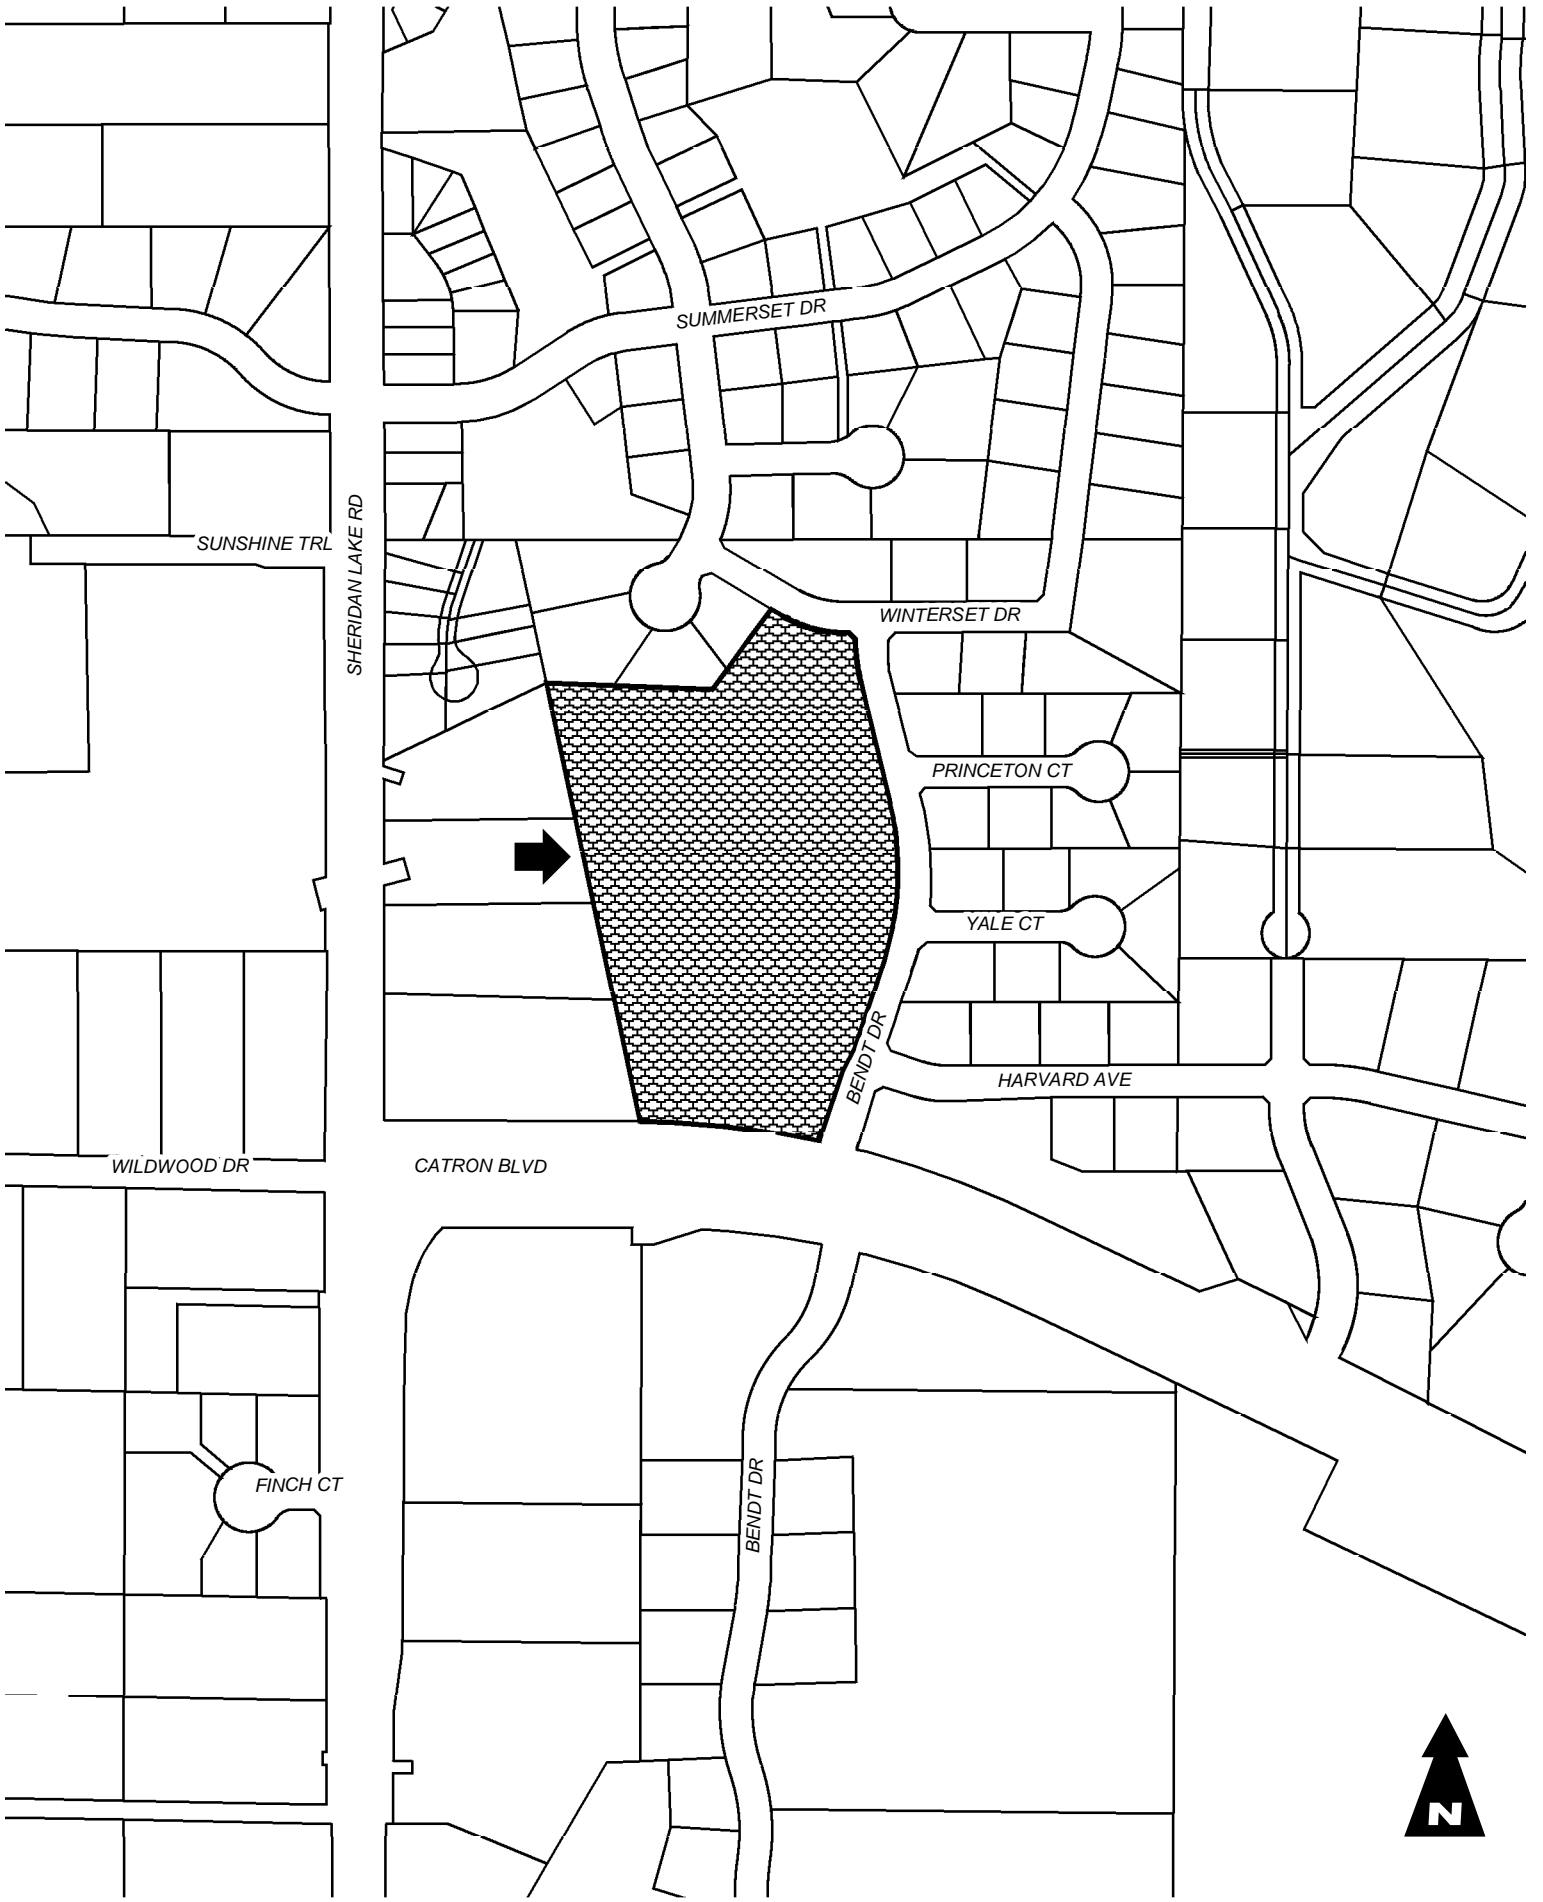 SUMMERSET DR
SHERIDAN LAKE RD
SUNSHINE TRL
WINTERSET DR
PRINCETON CT
YALE CT
BENDT DR
HARVARD AVE
WILDWOOD DR
CATRON BLVD
FINCH CT
BENDT DR
N